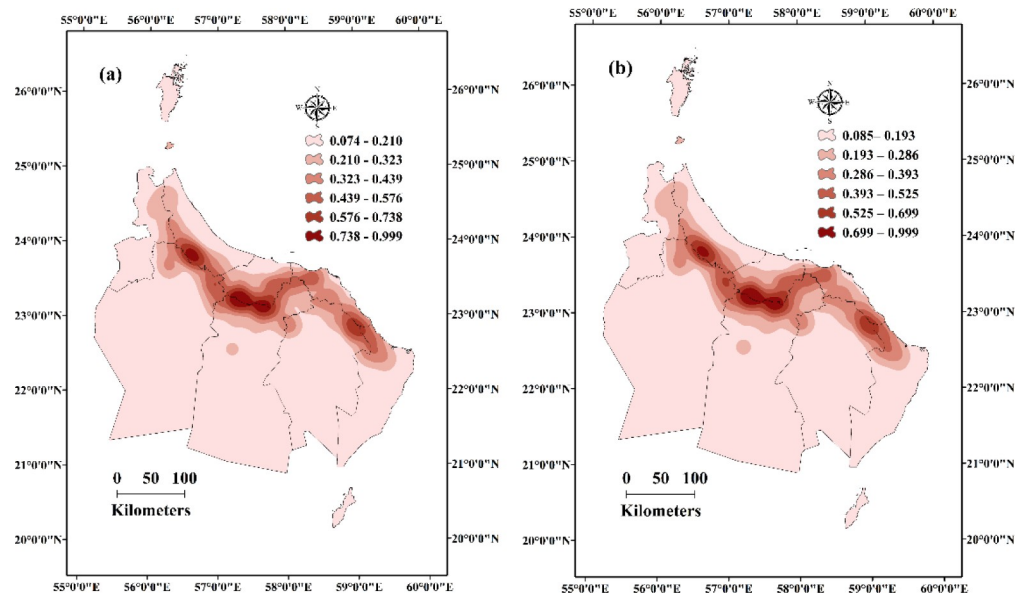 55°0'0"E 56°0'0"E 57°0'0"E 58°0'0"E 59°0'0"E 60°0'0"E
(a)
N
W E
S
0.074 - 0.210
0.210 - 0.323
0.323 - 0.439
0.439 - 0.576
0.576 - 0.738
0.738 - 0.999
26°0'0"N
25°0'0"N
24°0'0"N
23°0'0"N
22°0'0"N
21°0'0"N
20°0'0"N
26°0'0"N
25°0'0"N
24°0'0"N
23°0'0"N
22°0'0"N
21°0'0"N
20°0'0"N
0 50 100
Kilometers
55°0'0"E 56°0'0"E 57°0'0"E 58°0'0"E 59°0'0"E 60°0'0"E
55°0'0"E 56°0'0"E 57°0'0"E 58°0'0"E 59°0'0"E 60°0'0"E
(b)
N
W E
S
0.085– 0.193
0.193 – 0.286
0.286 – 0.393
0.393 – 0.525
0.525 – 0.699
0.699 – 0.999
26°0'0"N
25°0'0"N
24°0'0"N
23°0'0"N
22°0'0"N
21°0'0"N
20°0'0"N
26°0'0"N
25°0'0"N
24°0'0"N
23°0'0"N
22°0'0"N
21°0'0"N
20°0'0"N
0 50 100
Kilometers
55°0'0"E 56°0'0"E 57°0'0"E 58°0'0"E 59°0'0"E 60°0'0"E